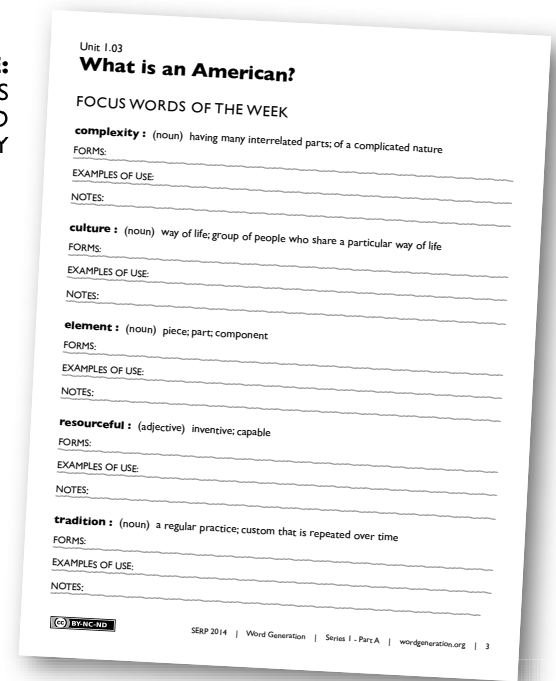 E:
S
O
Y
Unit 1.03
What is an American?
FOCUS WORDS OF THE WEEK
complexity : (noun) having many interrelated parts; of a complicated nature
FORMS:
EXAMPLES OF USE:
NOTES:
culture : (noun) way of life; group of people who share a particular way of life
FORMS:
EXAMPLES OF USE:
NOTES:
element : (noun) piece; part; component
FORMS:
EXAMPLES OF USE:
NOTES:
resourceful : (adjective) inventive; capable
FORMS:
EXAMPLES OF USE:
NOTES:
tradition : (noun) a regular practice; custom that is repeated over time
FORMS:
EXAMPLES OF USE:
NOTES:
cc BY-NC-ND
SERP 2014 | Word Generation | Series 1 - Part A | wordgeneration.org | 3